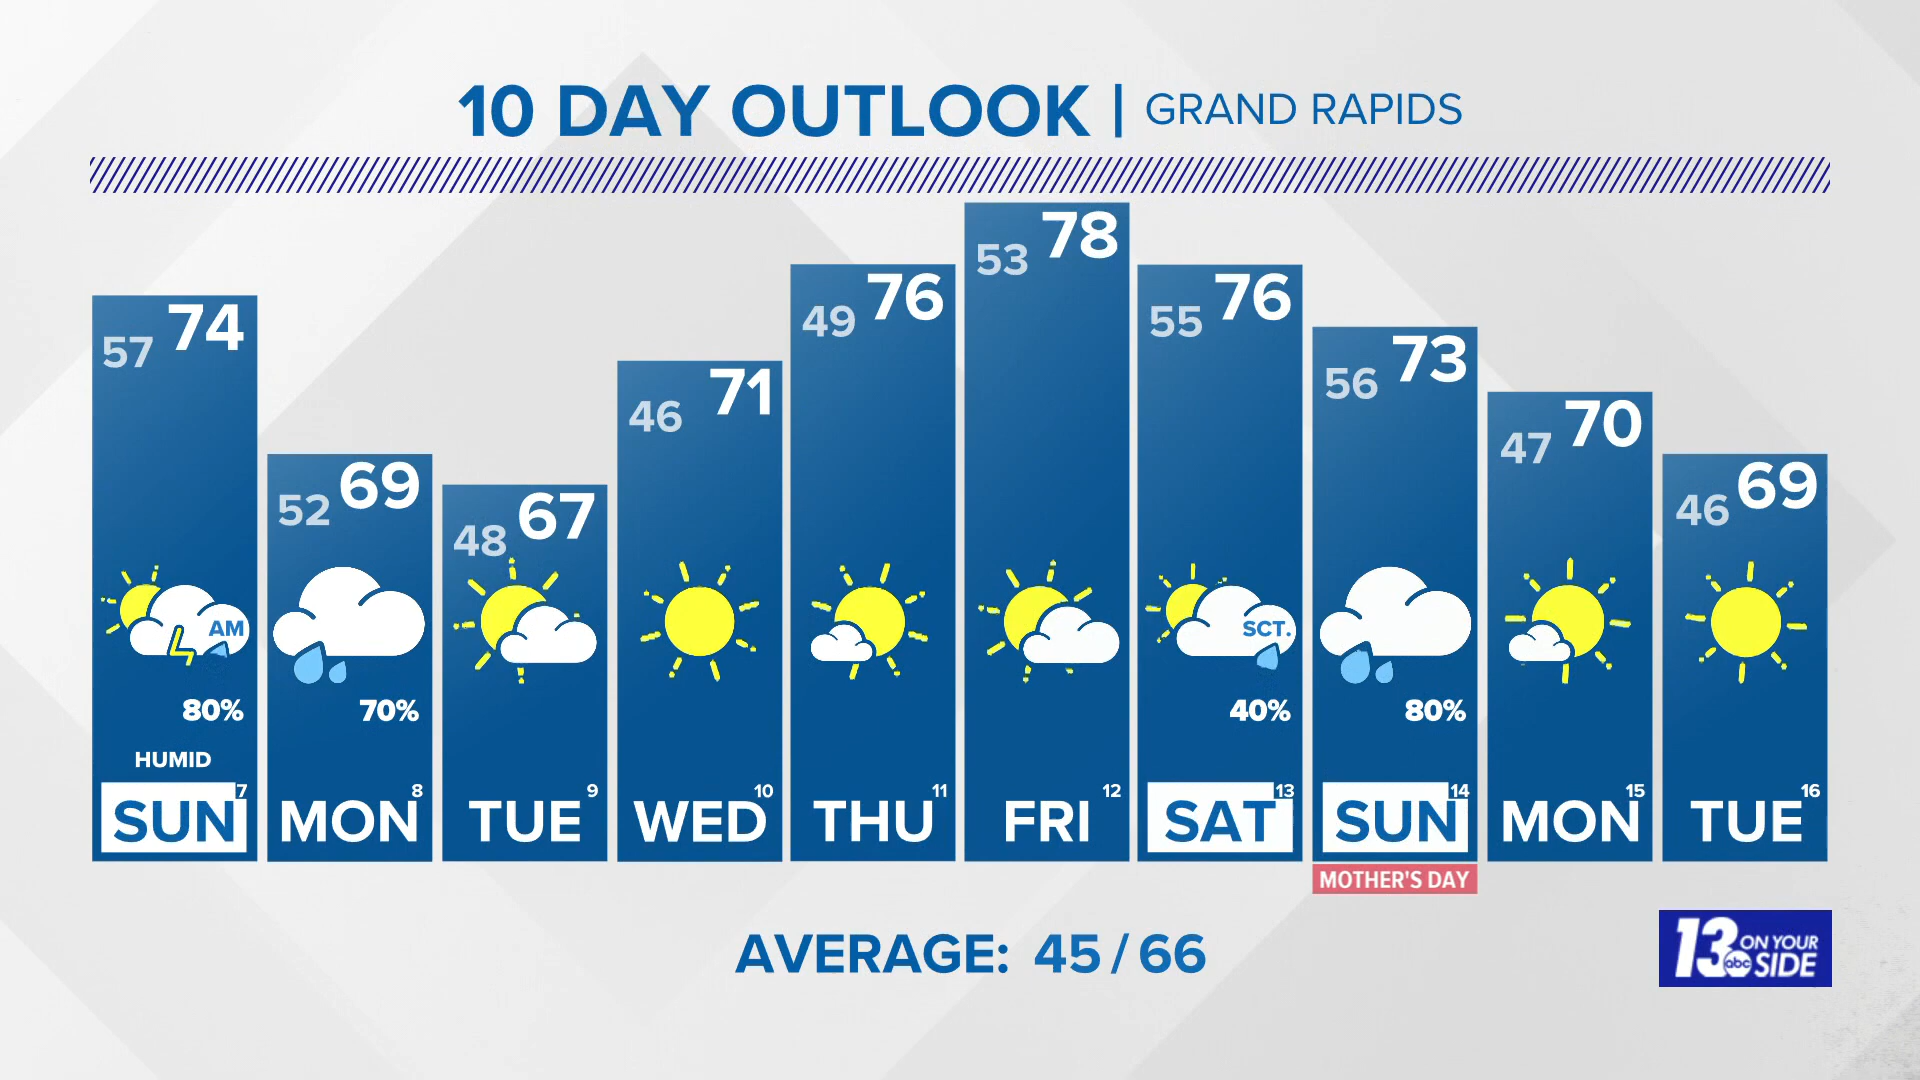 10 DAY OUTLOOK | GRAND RAPIDS
57 74
AM
80%
HUMID
SUN 7
52 69
70%
MON 8
48 67
TUE 9
46 71
WED 10
49 76
THU 11
53 78
FRI 12
55 76
SCT.
40%
SAT 13
56 73
80%
SUN 14
MOTHER'S DAY
47 70
MON 15
46 69
TUE 16
AVERAGE: 45 / 66
13 ON YOUR
abc SIDE